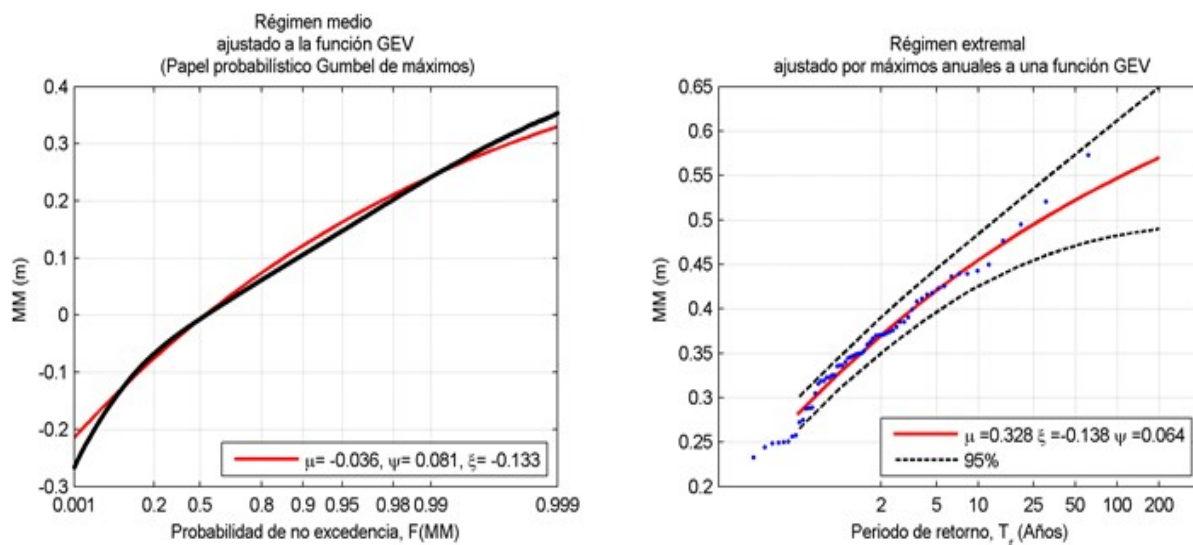 Régimen medio
ajustado a la función GEV
(Papel probabilístico Gumbel de máximos)
0.4
0.3
0.2
0.1
0
-0.1
-0.2
-0.3
MM (m)
0.001 0.2 0.5 0.8 0.9 0.95 0.98 0.99 0.999
Probabilidad de no excedencia, F(MM)
μ= -0.036, ψ= 0.081, ξ= -0.133
Régimen extremal
ajustado por máximos anuales a una función GEV
0.65
0.6
0.55
0.5
0.45
0.4
0.35
0.3
0.25
0.2
MM (m)
2 5 10 25 50 100 200
Periodo de retorno, T_r (Años)
μ =0.328 ξ =-0.138 ψ =0.064
95%